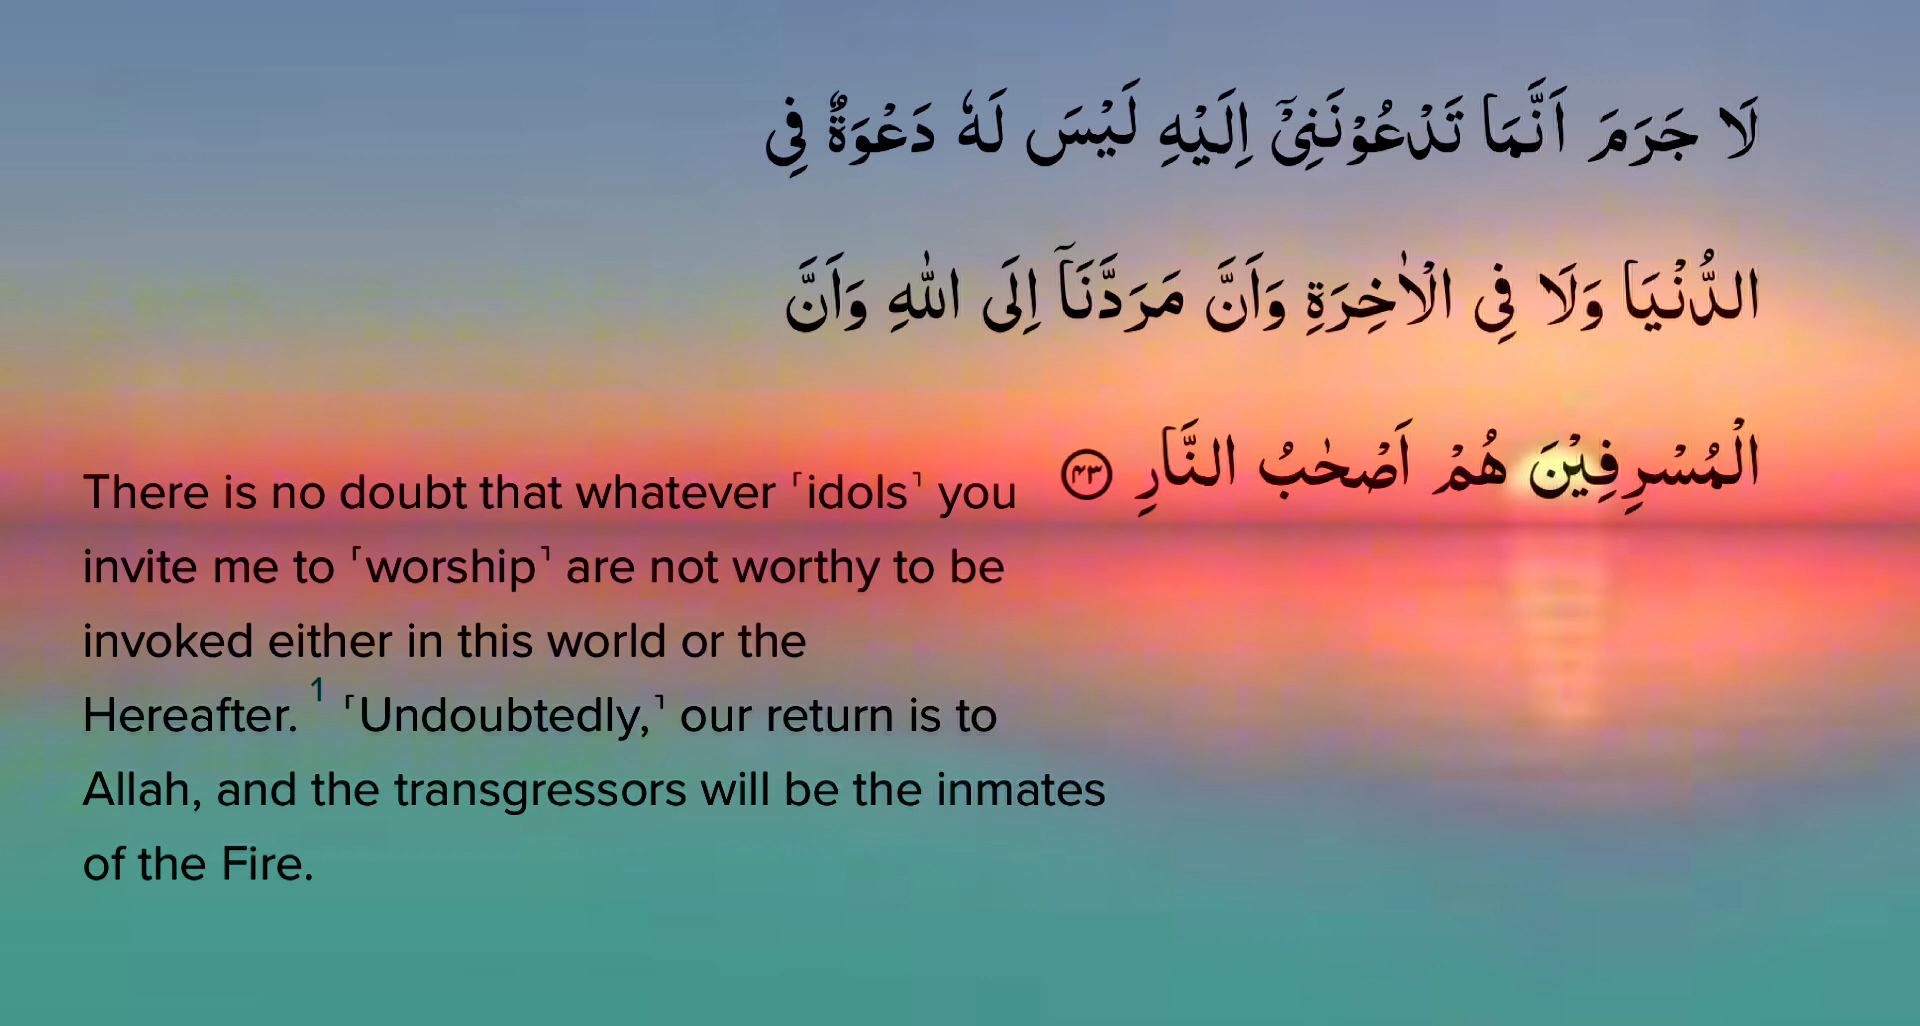 لَا جَرَمَ اَنَّمَا تَدْعُوْنَنِیْۤ اِلَیْهِ لَیْسَ لَهٗ دَعْوَةٌ فِی
الدُّنْیَا وَلَا فِی الْاٰخِرَةِ وَاَنَّ مَرَدَّنَاۤ اِلَی اللّٰهِ وَاَنَّ
الْمُسْرِفِیْنَ هُمْ اَصْحٰبُ النَّارِ ۴۳
There is no doubt that whatever ˹idols˺ you
invite me to ˹worship˺ are not worthy to be
invoked either in this world or the
Hereafter. 1 ˹Undoubtedly,˺ our return is to
Allah, and the transgressors will be the inmates
of the Fire.